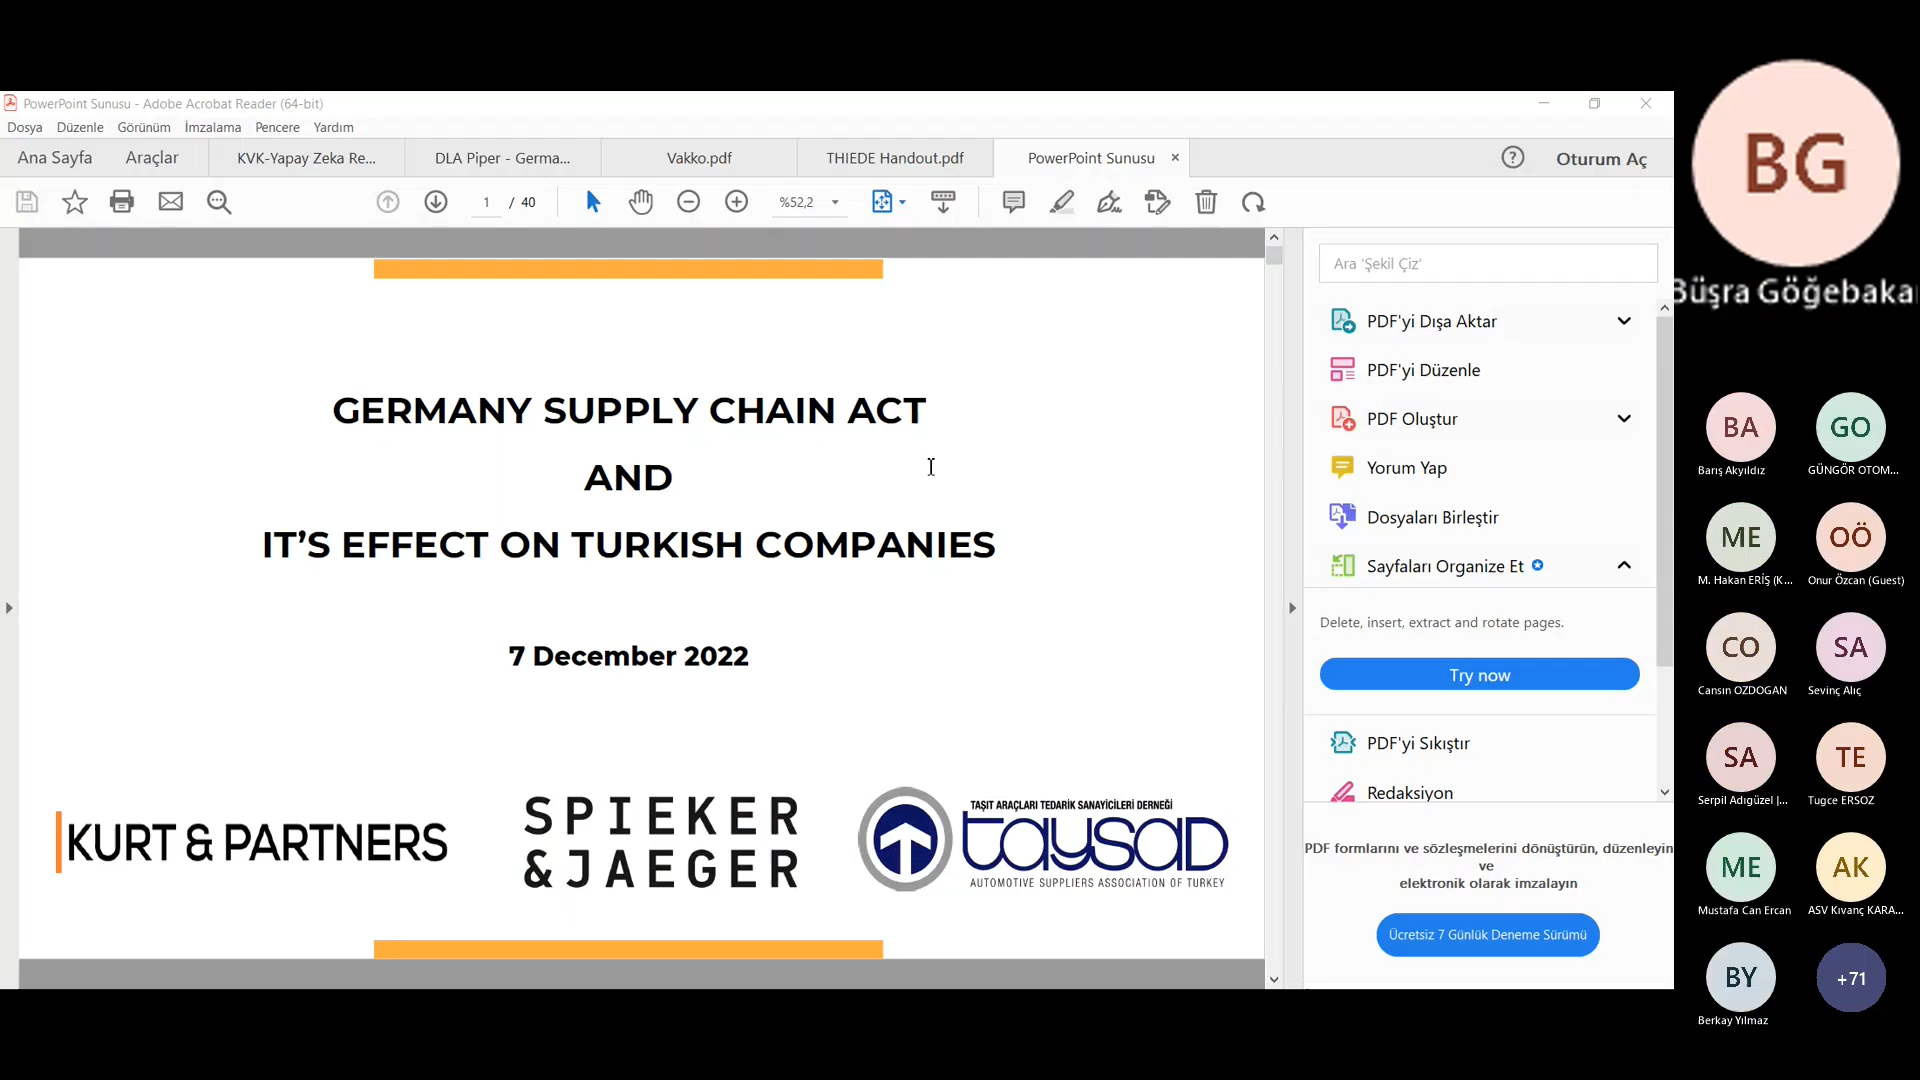 PowerPoint Sunusu - Adobe Acrobat Reader (64-bit)
Dosya Düzenle Görünüm İmzalama Pencere Yardım
Ana Sayfa Araçlar KVK-Yapay Zeka Re... DLA Piper - Germa... Vakko.pdf THIEDE Handout.pdf PowerPoint Sunusu × ? Oturum Aç
1 / 40 %52,2
GERMANY SUPPLY CHAIN ACT
AND
IT’S EFFECT ON TURKISH COMPANIES
7 December 2022
KURT & PARTNERS
SPIEKER
& JAEGER
TAŞIT ARAÇLARI TEDARİK SANAYİCİLERİ DERNEĞİ
taysad
AUTOMOTIVE SUPPLIERS ASSOCIATION OF TURKEY
Ara 'Şekil Çiz'
PDF'yi Dışa Aktar
PDF'yi Düzenle
PDF Oluştur
Yorum Yap
Dosyaları Birleştir
Sayfaları Organize Et
Delete, insert, extract and rotate pages.
Try now
PDF'yi Sıkıştır
Redaksiyon
PDF formlarını ve sözleşmelerini dönüştürün, düzenleyin
ve
elektronik olarak imzalayın
Ücretsiz 7 Günlük Deneme Sürümü
BG
Büşra Göğebaka
BA GO
Barış Akyıldız GÜNGÖR OTOM...
ME OÖ
M. Hakan ERİŞ (K... Onur Özcan (Guest)
CO SA
Cansın OZDOGAN Sevinç Alıç
SA TE
Serpil Adıgüzel |... Tugce ERSOZ
ME AK
Mustafa Can Ercan ASV Kıvanç KARA...
BY +71
Berkay Yılmaz